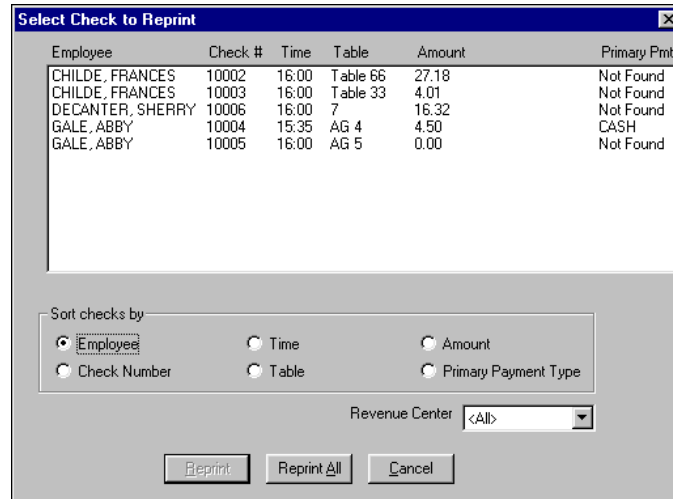 Select Check to Reprint
Employee Check # Time Table Amount Primary Pmt
CHILDE, FRANCES 10002 16:00 Table 66 27.18 Not Found
CHILDE, FRANCES 10003 16:00 Table 33 4.01 Not Found
DECANTER, SHERRY 10006 16:00 7 16.32 Not Found
GALE, ABBY 10004 15:35 AG 4 4.50 CASH
GALE, ABBY 10005 16:00 AG 5 0.00 Not Found
Sort checks by
Employee Time Amount
Check Number Table Primary Payment Type
Revenue Center <All>
Reprint Reprint All Cancel